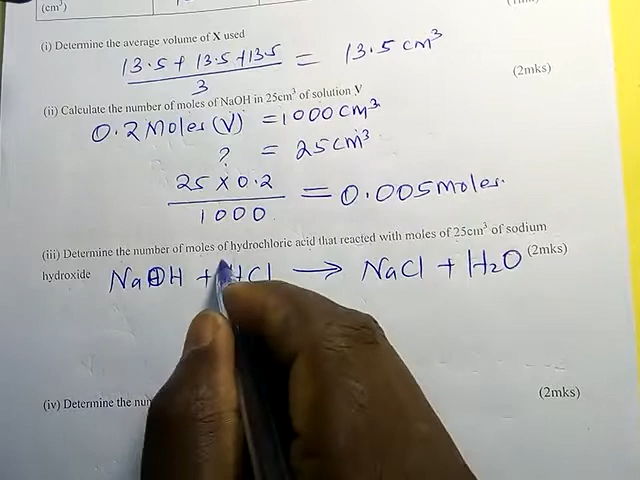 (cm³)
(i) Determine the average volume of X used
13.5 + 13.5 + 13.5 = 13.5 cm³
3
(2mks)
(ii) Calculate the number of moles of NaOH in 25cm³ of solution V
0.2 Moles (V) = 1000 cm³
? = 25 cm³
25 x 0.2 = 0.005 moles.
1000
(iii) Determine the number of moles of hydrochloric acid that reacted with moles of 25cm³ of sodium
hydroxide NaOH + HCl → NaCl + H₂O (2mks)
(iv) Determine the (2mks)